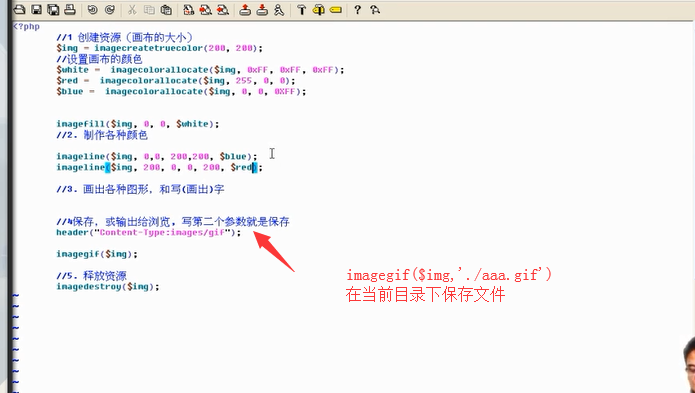 <?php
//1 创建资源（画布的大小）
$img = imagecreatetruecolor(200, 200);
//设置画布的颜色
$white =  imagecolorallocate($img, 0xFF, 0xFF, 0xFF);
$red =  imagecolorallocate($img, 255, 0, 0);
$blue =  imagecolorallocate($img, 0, 0, 0XFF);
imagefill($img, 0, 0, $white);
//2. 制作各种颜色
imageline($img, 0,0, 200,200, $blue);
imageline($img, 200, 0, 0, 200, $red);
//3. 画出各种图形，和写(画出)字
//4保存，或输出给浏览，写第二个参数就是保存
header("Content-Type:images/gif");
imagegif($img);
imagegif($img,'./aaa.gif')
在当前目录下保存文件
//5. 释放资源
imagedestroy($img);
~
~
~
~
~
~
~
~
~